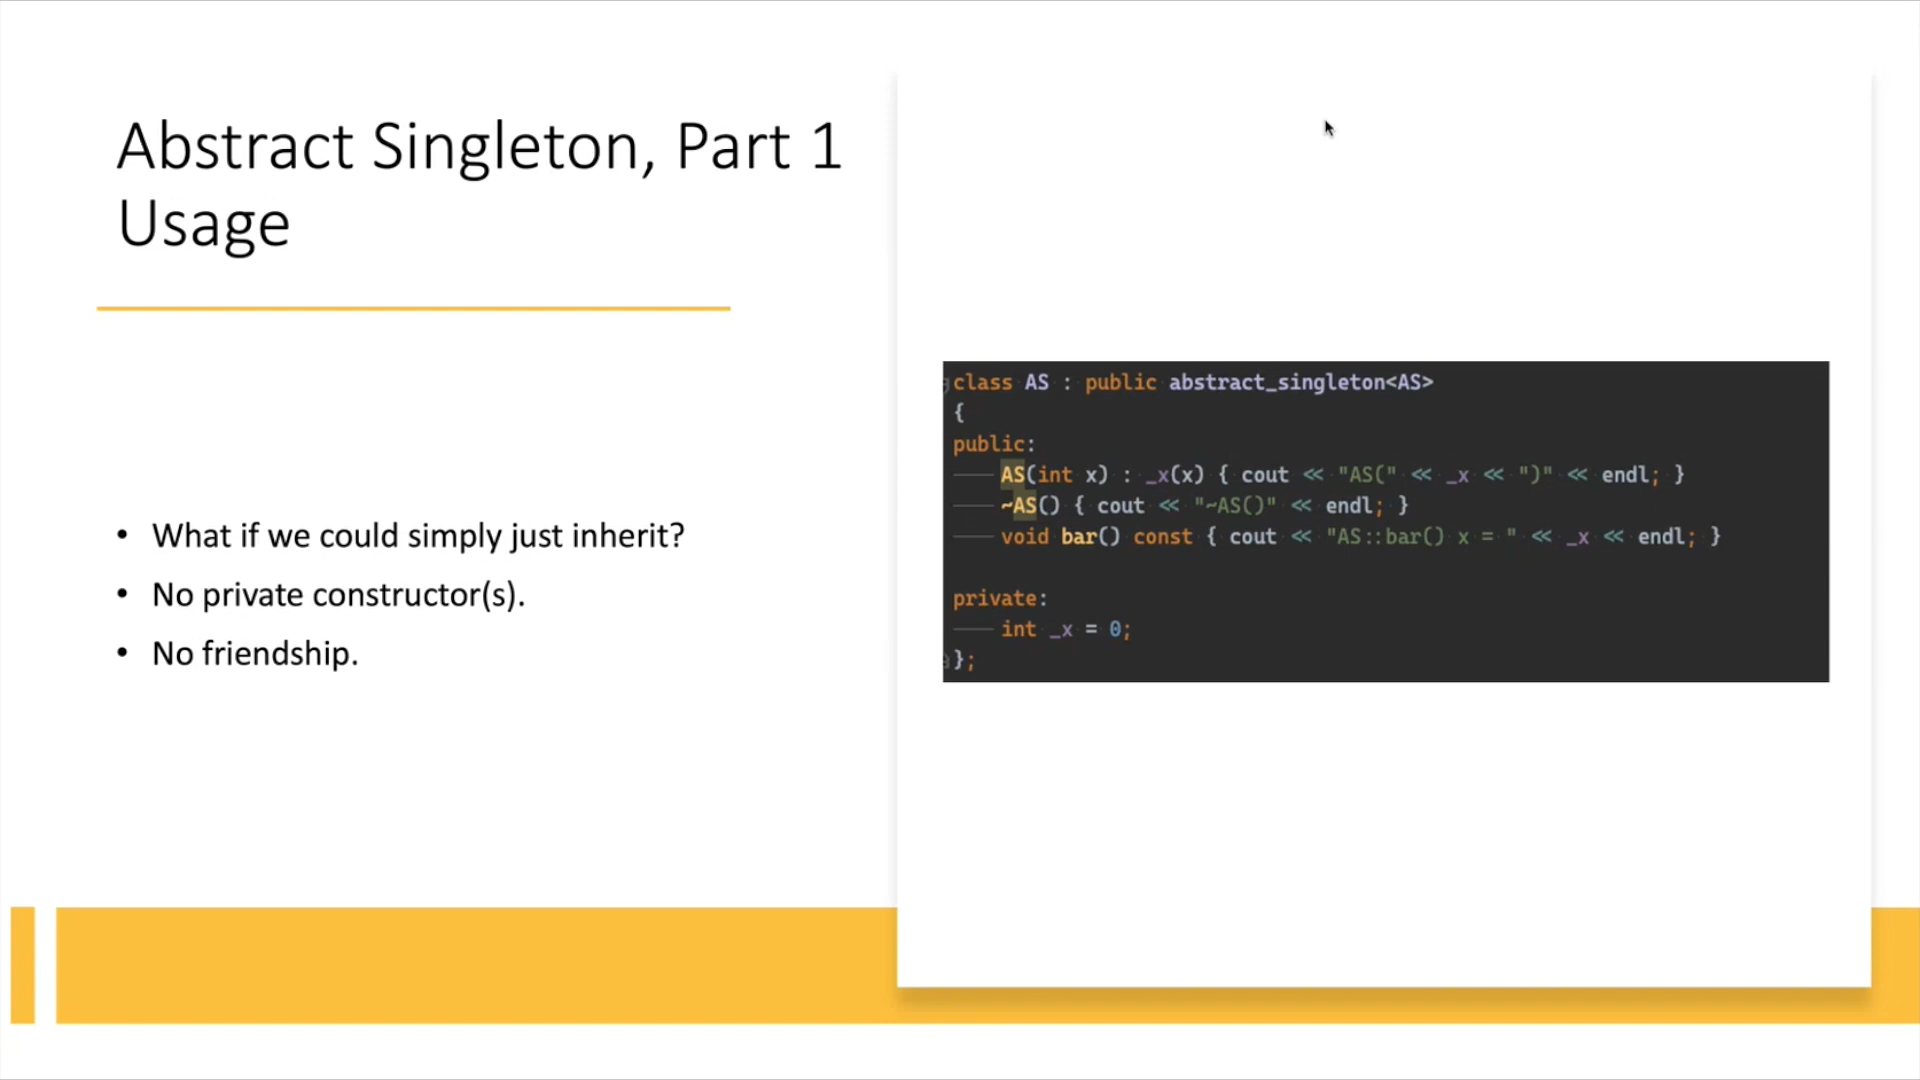 Abstract Singleton, Part 1
Usage
• What if we could simply just inherit?
• No private constructor(s).
• No friendship.
class AS : public abstract_singleton<AS>
{
public:
AS(int x) : _x(x) { cout << "AS(" << _x << ")" << endl; }
~AS() { cout << "~AS()" << endl; }
void bar() const { cout << "AS::bar() x = " << _x << endl; }
private:
int _x = 0;
};